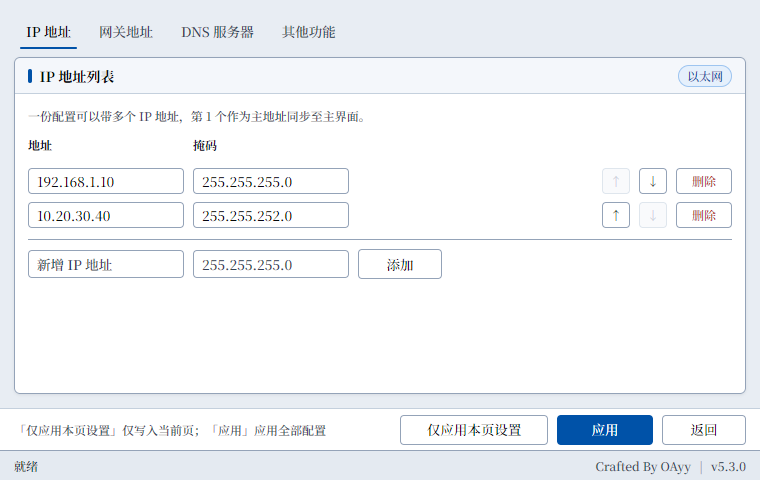 IP 地址 网关地址 DNS 服务器 其他功能
IP 地址列表 以太网
一份配置可以带多个 IP 地址，第 1 个作为主地址同步至主界面。
地址 掩码
192.168.1.10 255.255.255.0 ↑ ↓ 删除
10.20.30.40 255.255.252.0 ↑ ↓ 删除
新增 IP 地址 255.255.255.0 添加
「仅应用本页设置」仅写入当前页；「应用」应用全部配置 仅应用本页设置 应用 返回
就绪 Crafted By OAyy | v5.3.0